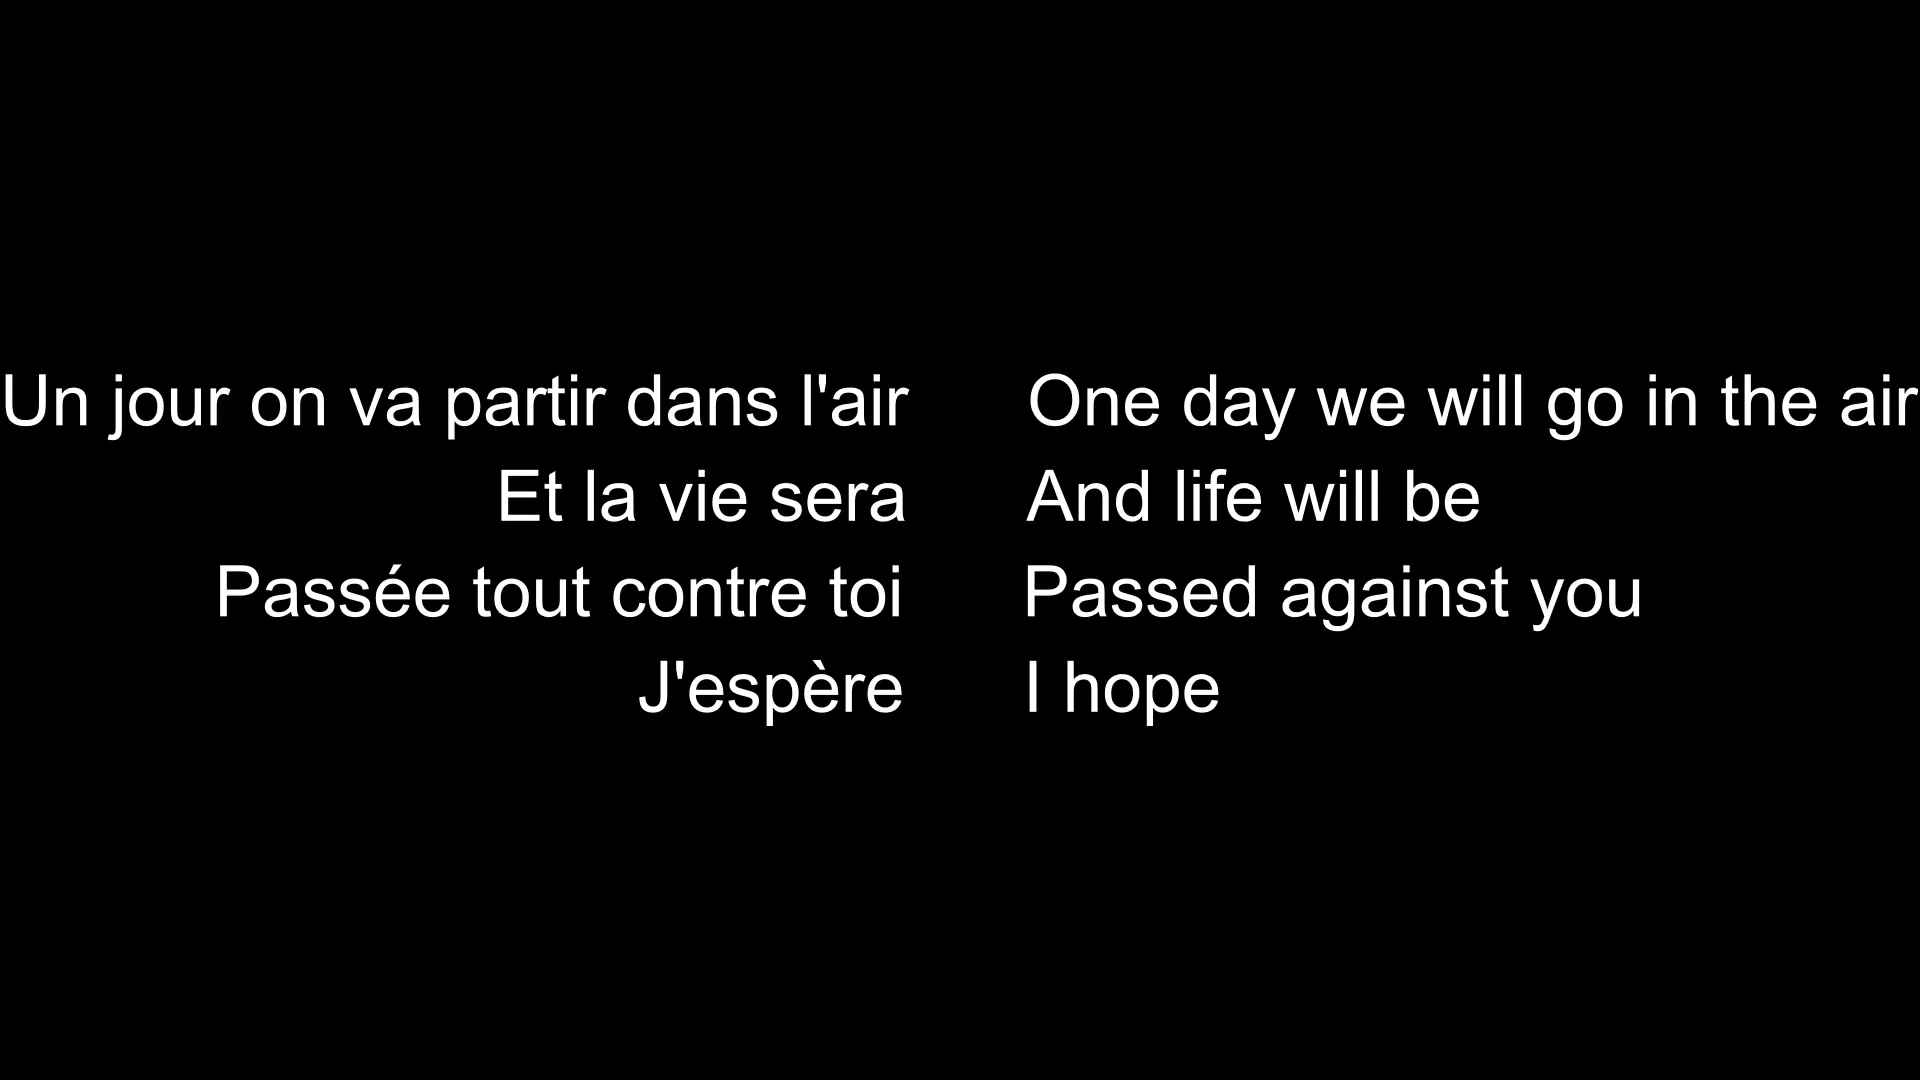 Un jour on va partir dans l'air One day we will go in the air
Et la vie sera And life will be
Passée tout contre toi Passed against you
J'espère I hope